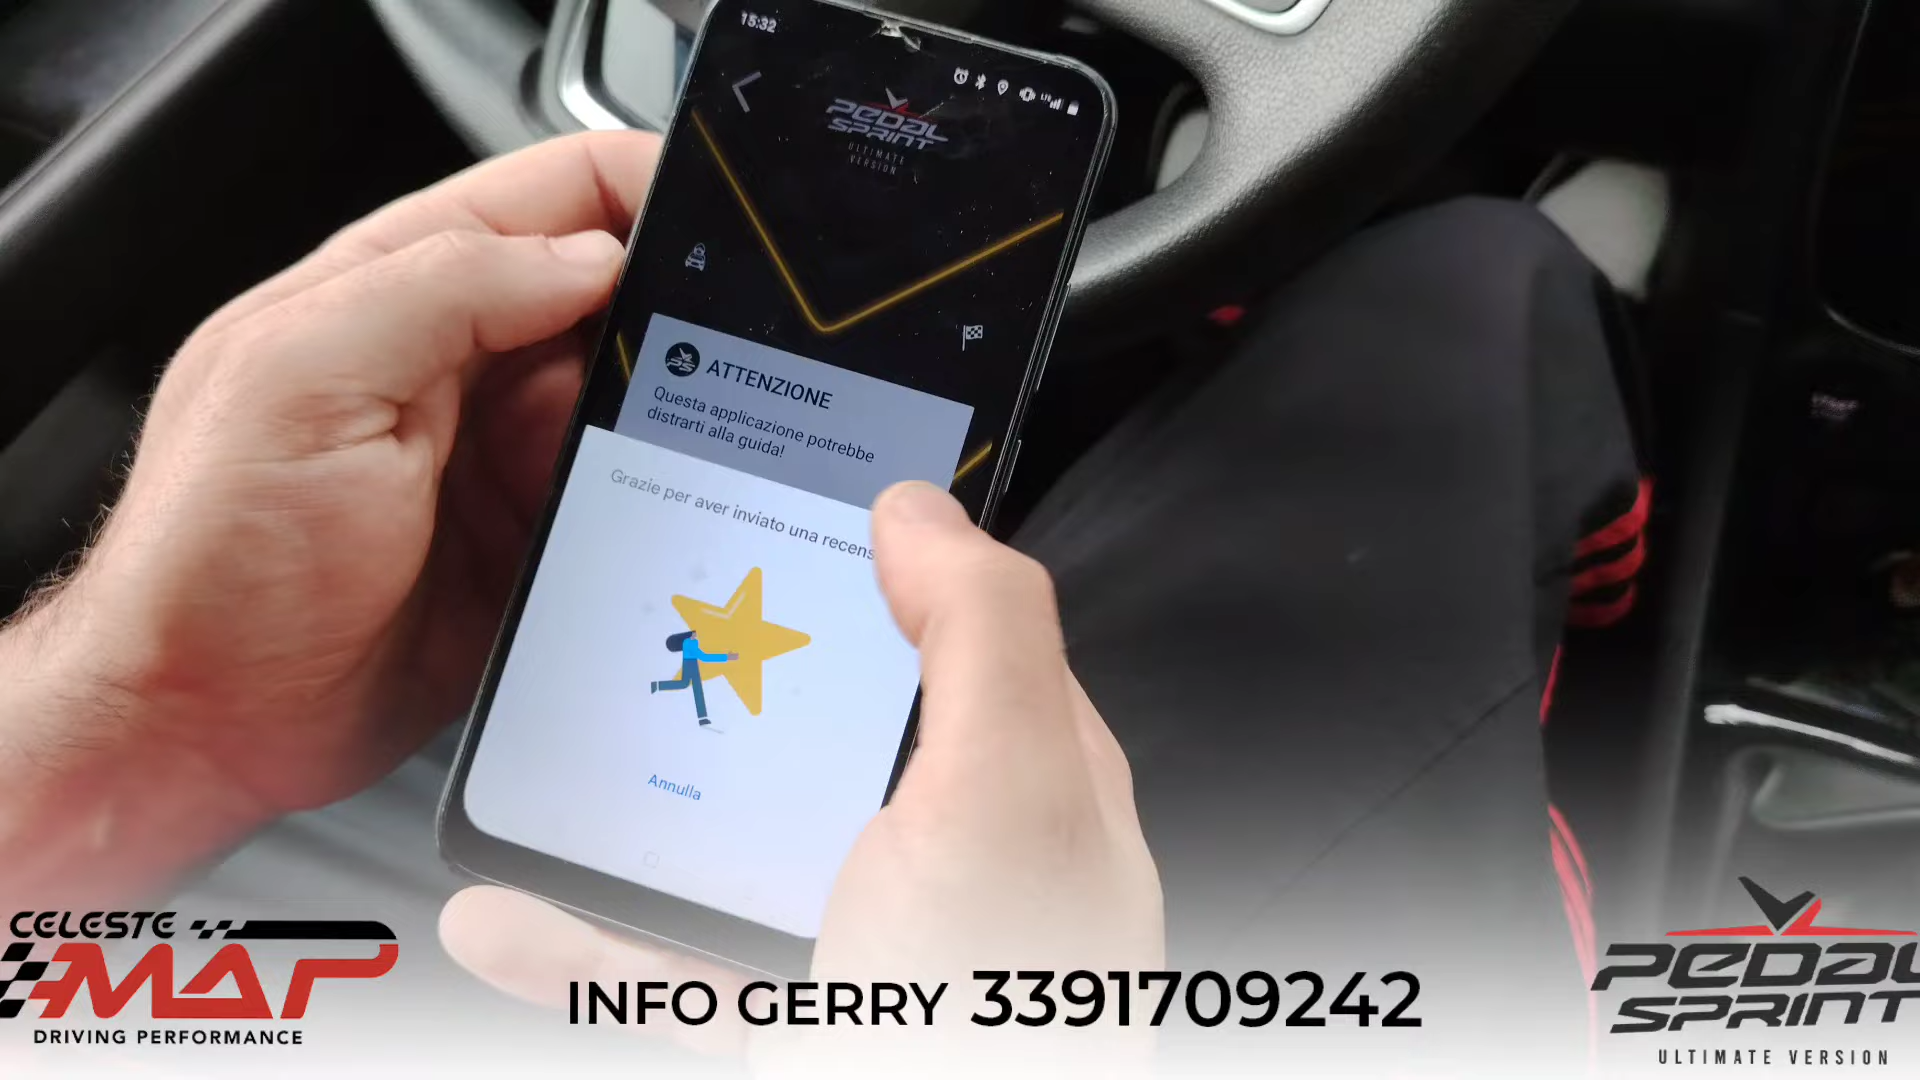 15:32
PEDAL
SPRINT
ULTIMATE
VERSION
ATTENZIONE
Questa applicazione potrebbe
distrarti alla guida!
Grazie per aver inviato una recens
Annulla
CELESTE
MAP
DRIVING PERFORMANCE
INFO GERRY 3391709242
PEDAL
SPRINT
ULTIMATE VERSION